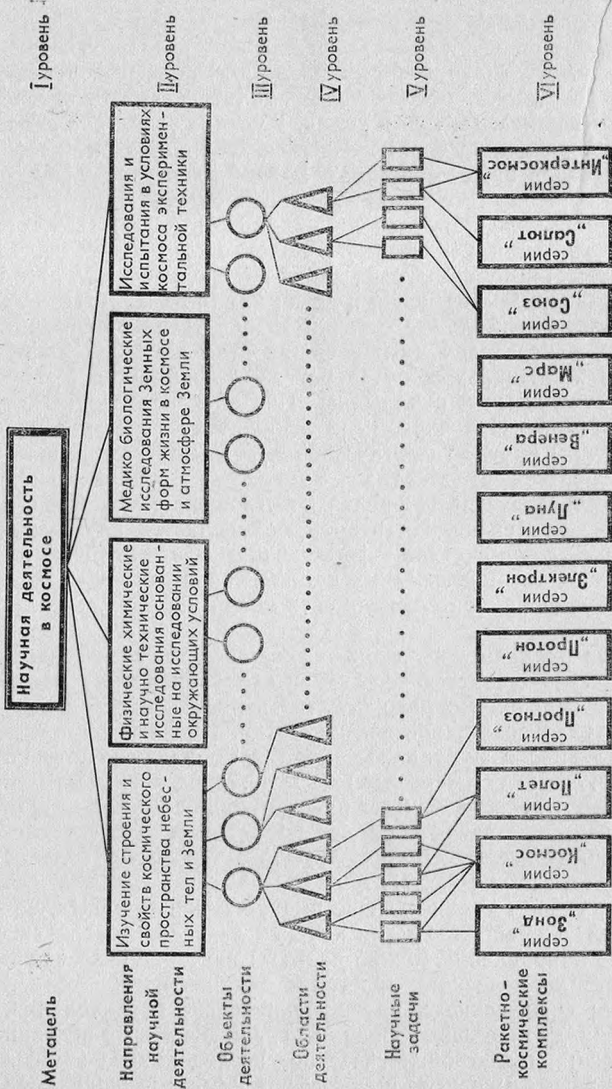 Метацель
Научная деятельность
в космосе
I уровень
Направления
научной
деятельности
Изучение строения и
свойств космического
пространства небес-
ных тел и Земли
физические химические
и научно технические
исследования основан-
ные на исследовании
окружающих условий
Медико биологические
исследования Земных
форм жизни в космосе
и атмосфере Земли
Исследования и
испытания в условиях
космоса эксперимен-
тальной техники
II уровень
Объекты
деятельности
III уровень
Области
деятельности
IV уровень
Научные
задачи
V уровень
Ракетно-
космические
комплексы
серии
„Зонд”
серии
„Космос”
серии
„Полет”
серии
„Прогноз”
серии
„Протон”
серии
„Электрон”
серии
„Луна”
серии
„Венера”
серии
„Марс”
серии
„Союз”
серии
„Салют”
серии
„Интеркосмос”
VI уровень